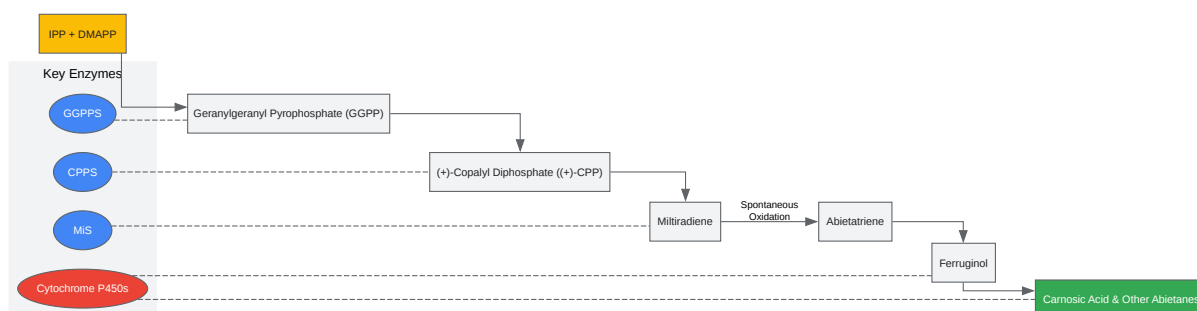 IPP + DMAPP
Key Enzymes
GGPPS
Geranylgeranyl Pyrophosphate (GGPP)
CPPS
(+)-Copalyl Diphosphate ((+)-CPP)
MiS
Miltiradiene
Spontaneous
Oxidation
Abietatriene
Ferruginol
Cytochrome P450s
Carnosic Acid & Other Abietanes